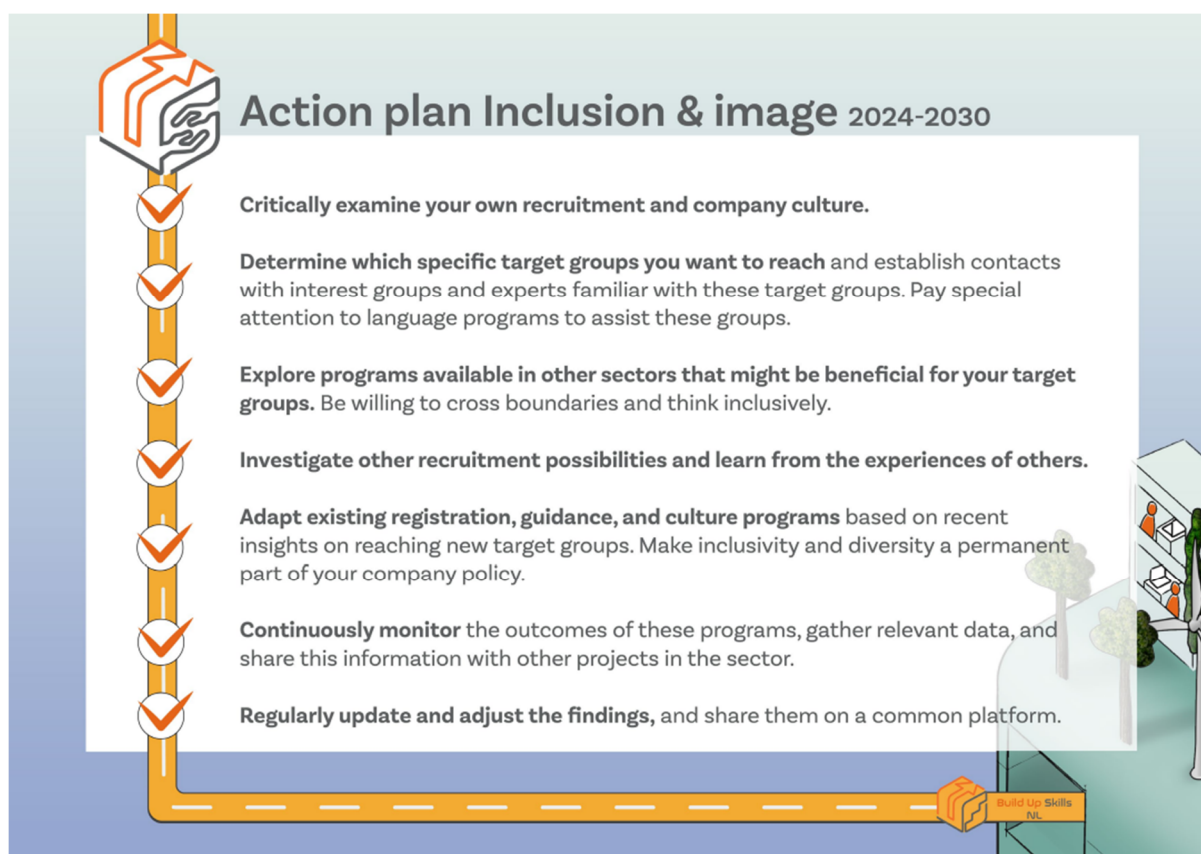 Action plan Inclusion & image 2024-2030
Critically examine your own recruitment and company culture.
Determine which specific target groups you want to reach and establish contacts
with interest groups and experts familiar with these target groups. Pay special
attention to language programs to assist these groups.
Explore programs available in other sectors that might be beneficial for your target
groups. Be willing to cross boundaries and think inclusively.
Investigate other recruitment possibilities and learn from the experiences of others.
Adapt existing registration, guidance, and culture programs based on recent
insights on reaching new target groups. Make inclusivity and diversity a permanent
part of your company policy.
Continuously monitor the outcomes of these programs, gather relevant data, and
share this information with other projects in the sector.
Regularly update and adjust the findings, and share them on a common platform.
Build Up Skills
NL